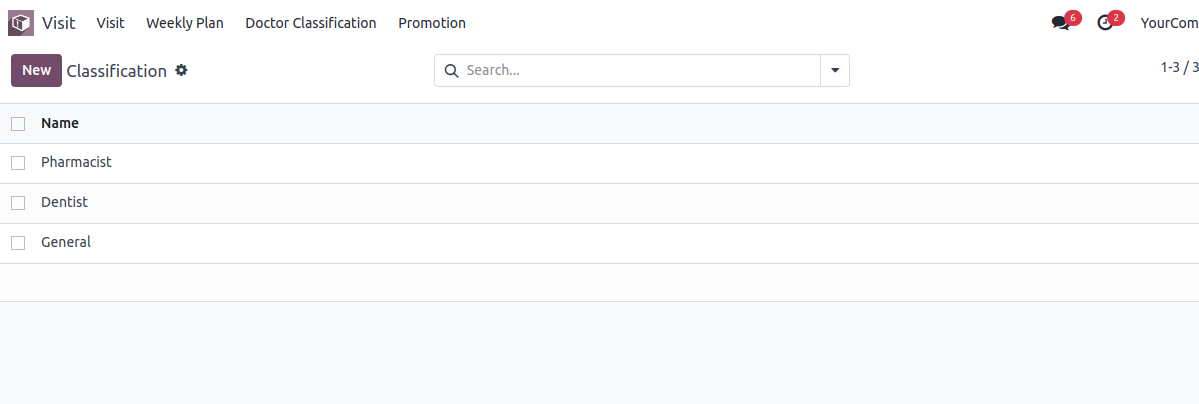 Visit Visit Weekly Plan Doctor Classification Promotion 6 2 YourCom
New Classification Search... 1-3 / 3
Name
Pharmacist
Dentist
General